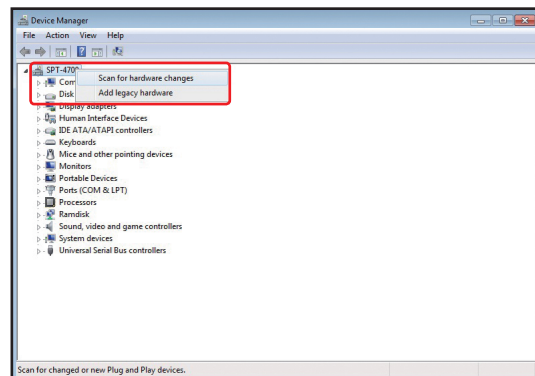 Device Manager
File Action View Help
SPT-4700
Scan for hardware changes
Com
Add legacy hardware
Disk
Display adapters
Human Interface Devices
IDE ATA/ATAPI controllers
Keyboards
Mice and other pointing devices
Monitors
Portable Devices
Ports (COM & LPT)
Processors
Ramdisk
Sound, video and game controllers
System devices
Universal Serial Bus controllers
Scan for changed or new Plug and Play devices.